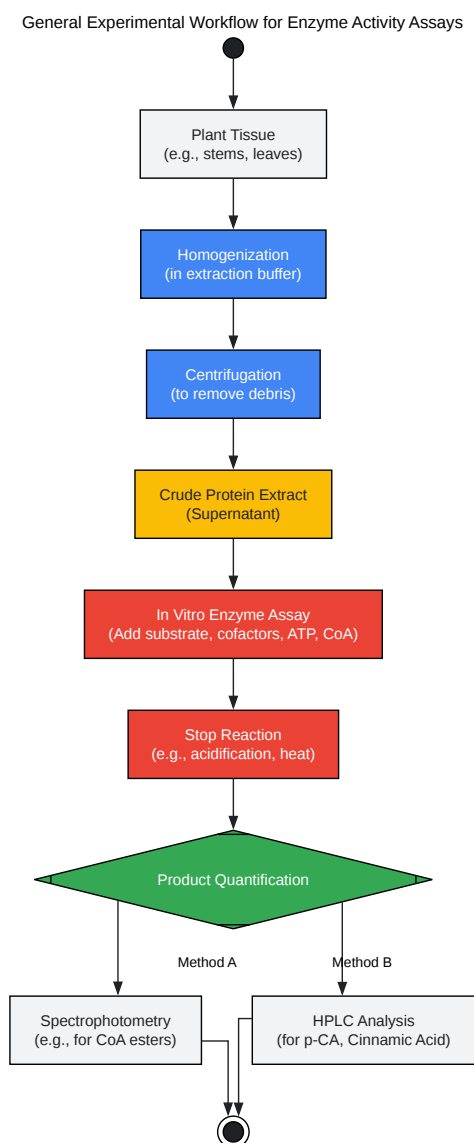 General Experimental Workflow for Enzyme Activity Assays
Plant Tissue
(e.g., stems, leaves)
Homogenization
(in extraction buffer)
Centrifugation
(to remove debris)
Crude Protein Extract
(Supernatant)
In Vitro Enzyme Assay
(Add substrate, cofactors, ATP, CoA)
Stop Reaction
(e.g., acidification, heat)
Product Quantification
Method A
Method B
Spectrophotometry
(e.g., for CoA esters)
HPLC Analysis
(for p-CA, Cinnamic Acid)